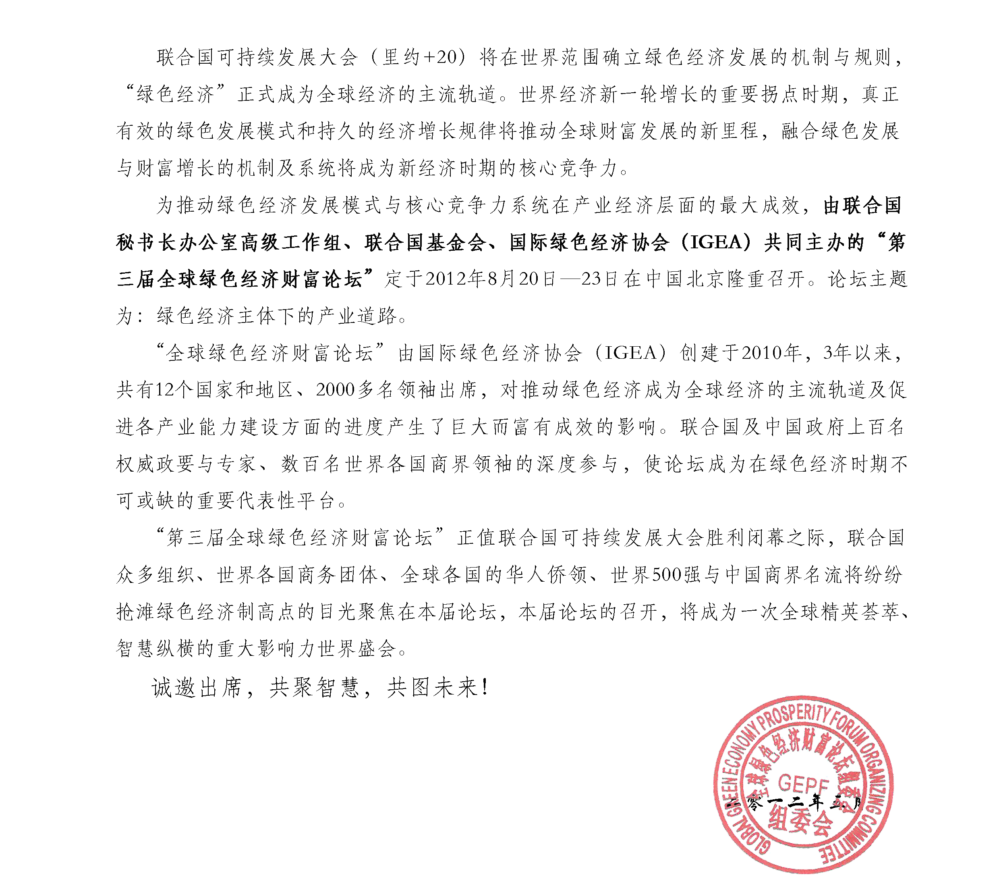 联合国可持续发展大会（里约+20）将在世界范围确立绿色经济发展的机制与规则，
“绿色经济”正式成为全球经济的主流轨道。世界经济新一轮增长的重要拐点时期，真正
有效的绿色发展模式和持久的经济增长规律将推动全球财富发展的新里程，融合绿色发展
与财富增长的机制及系统将成为新经济时期的核心竞争力。
为推动绿色经济发展模式与核心竞争力系统在产业经济层面的最大成效，由联合国
秘书长办公室高级工作组、联合国基金会、国际绿色经济协会（IGEA）共同主办的“第
三届全球绿色经济财富论坛”定于2012年8月20日—23日在中国北京隆重召开。论坛主题
为：绿色经济主体下的产业道路。
“全球绿色经济财富论坛”由国际绿色经济协会（IGEA）创建于2010年，3年以来，
共有12个国家和地区、2000多名领袖出席，对推动绿色经济成为全球经济的主流轨道及促
进各产业能力建设方面的进度产生了巨大而富有成效的影响。联合国及中国政府上百名
权威政要与专家、数百名世界各国商界领袖的深度参与，使论坛成为在绿色经济时期不
可或缺的重要代表性平台。
“第三届全球绿色经济财富论坛”正值联合国可持续发展大会胜利闭幕之际，联合国
众多组织、世界各国商务团体、全球各国的华人侨领、世界500强与中国商界名流将纷纷
抢滩绿色经济制高点的目光聚焦在本届论坛，本届论坛的召开，将成为一次全球精英荟萃、
智慧纵横的重大影响力世界盛会。
诚邀出席，共聚智慧，共图未来！
GLOBAL GREEN ECONOMY PROSPERITY FORUM ORGANIZING COMMITTEE
全球绿色经济财富论坛组委会
GEPF
二零一二年三月
组委会